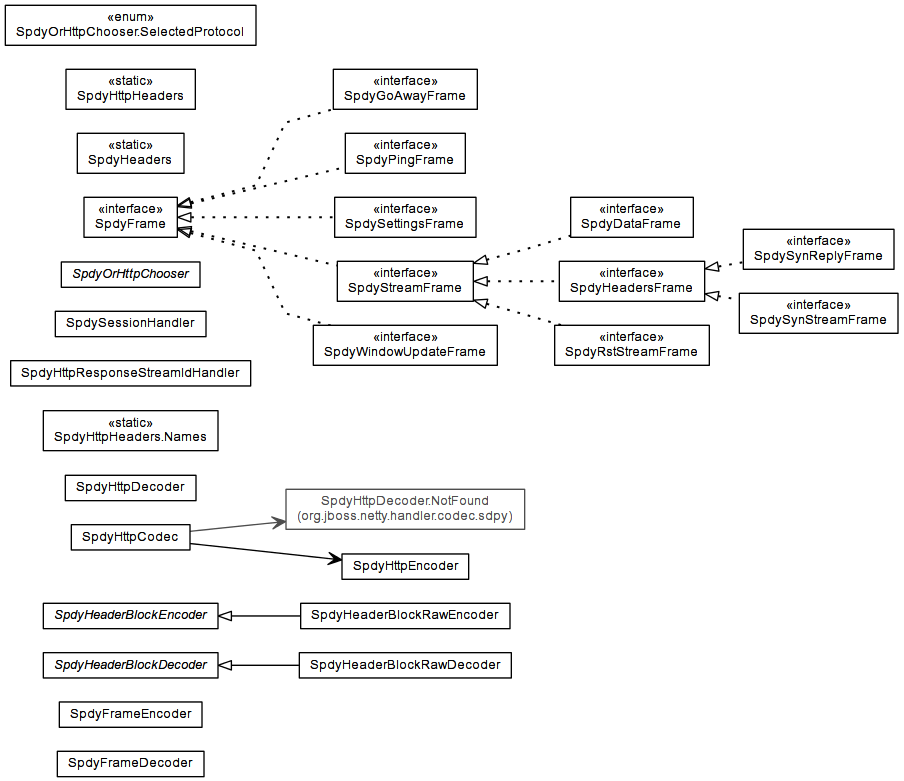 «enum»
SpdyOrHttpChooser.SelectedProtocol
«static»
SpdyHttpHeaders
«interface»
SpdyGoAwayFrame
«static»
SpdyHeaders
«interface»
SpdyPingFrame
«interface»
SpdyFrame
«interface»
SpdySettingsFrame
«interface»
SpdyDataFrame
«interface»
SpdySynReplyFrame
SpdyOrHttpChooser
«interface»
SpdyStreamFrame
«interface»
SpdyHeadersFrame
«interface»
SpdySynStreamFrame
SpdySessionHandler
«interface»
SpdyWindowUpdateFrame
«interface»
SpdyRstStreamFrame
SpdyHttpResponseStreamIdHandler
«static»
SpdyHttpHeaders.Names
SpdyHttpDecoder
SpdyHttpDecoder.NotFound
(org.jboss.netty.handler.codec.sdpy)
SpdyHttpCodec
SpdyHttpEncoder
SpdyHeaderBlockEncoder
SpdyHeaderBlockRawEncoder
SpdyHeaderBlockDecoder
SpdyHeaderBlockRawDecoder
SpdyFrameEncoder
SpdyFrameDecoder